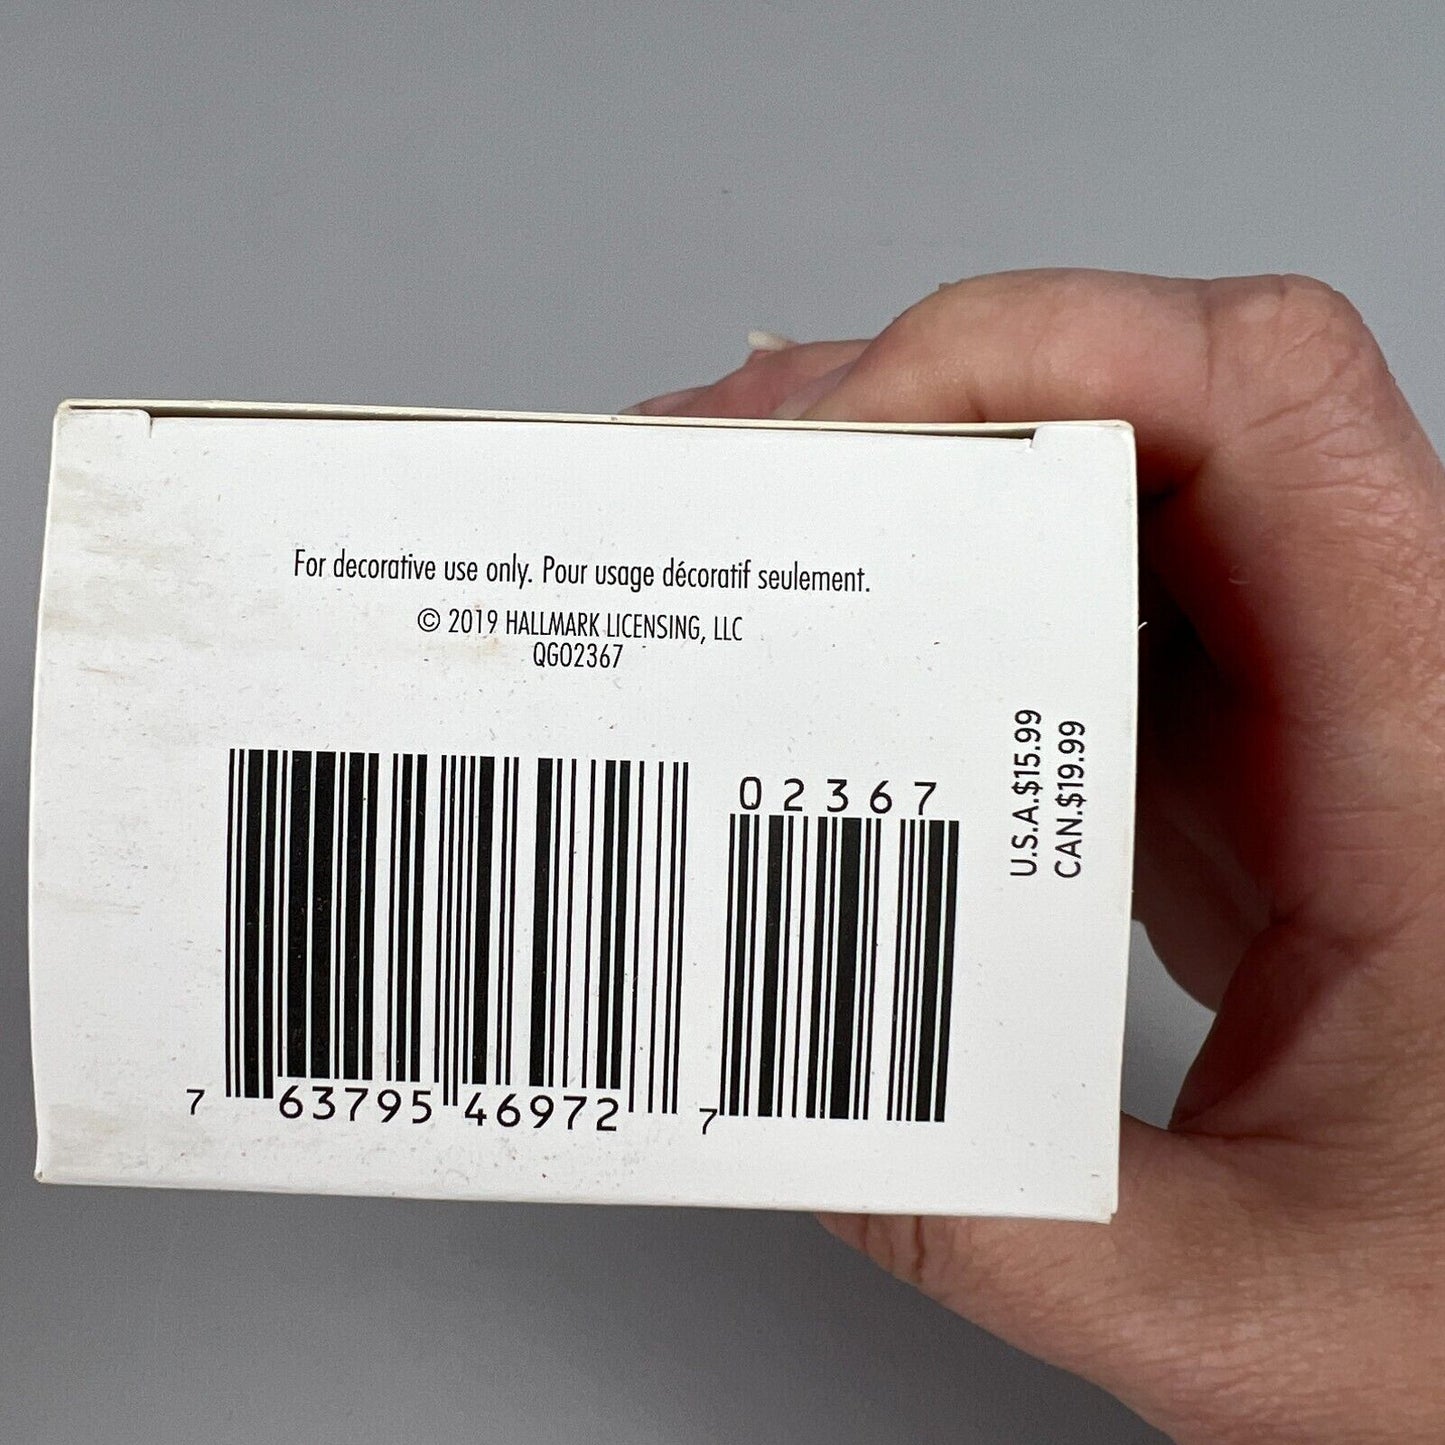 For decorative use only. Pour usage décoratif seulement.
© 2019 HALLMARK LICENSING, LLC
QGO2367
02367
7 63795 46972 7
U.S.A.$15.99
CAN.$19.99